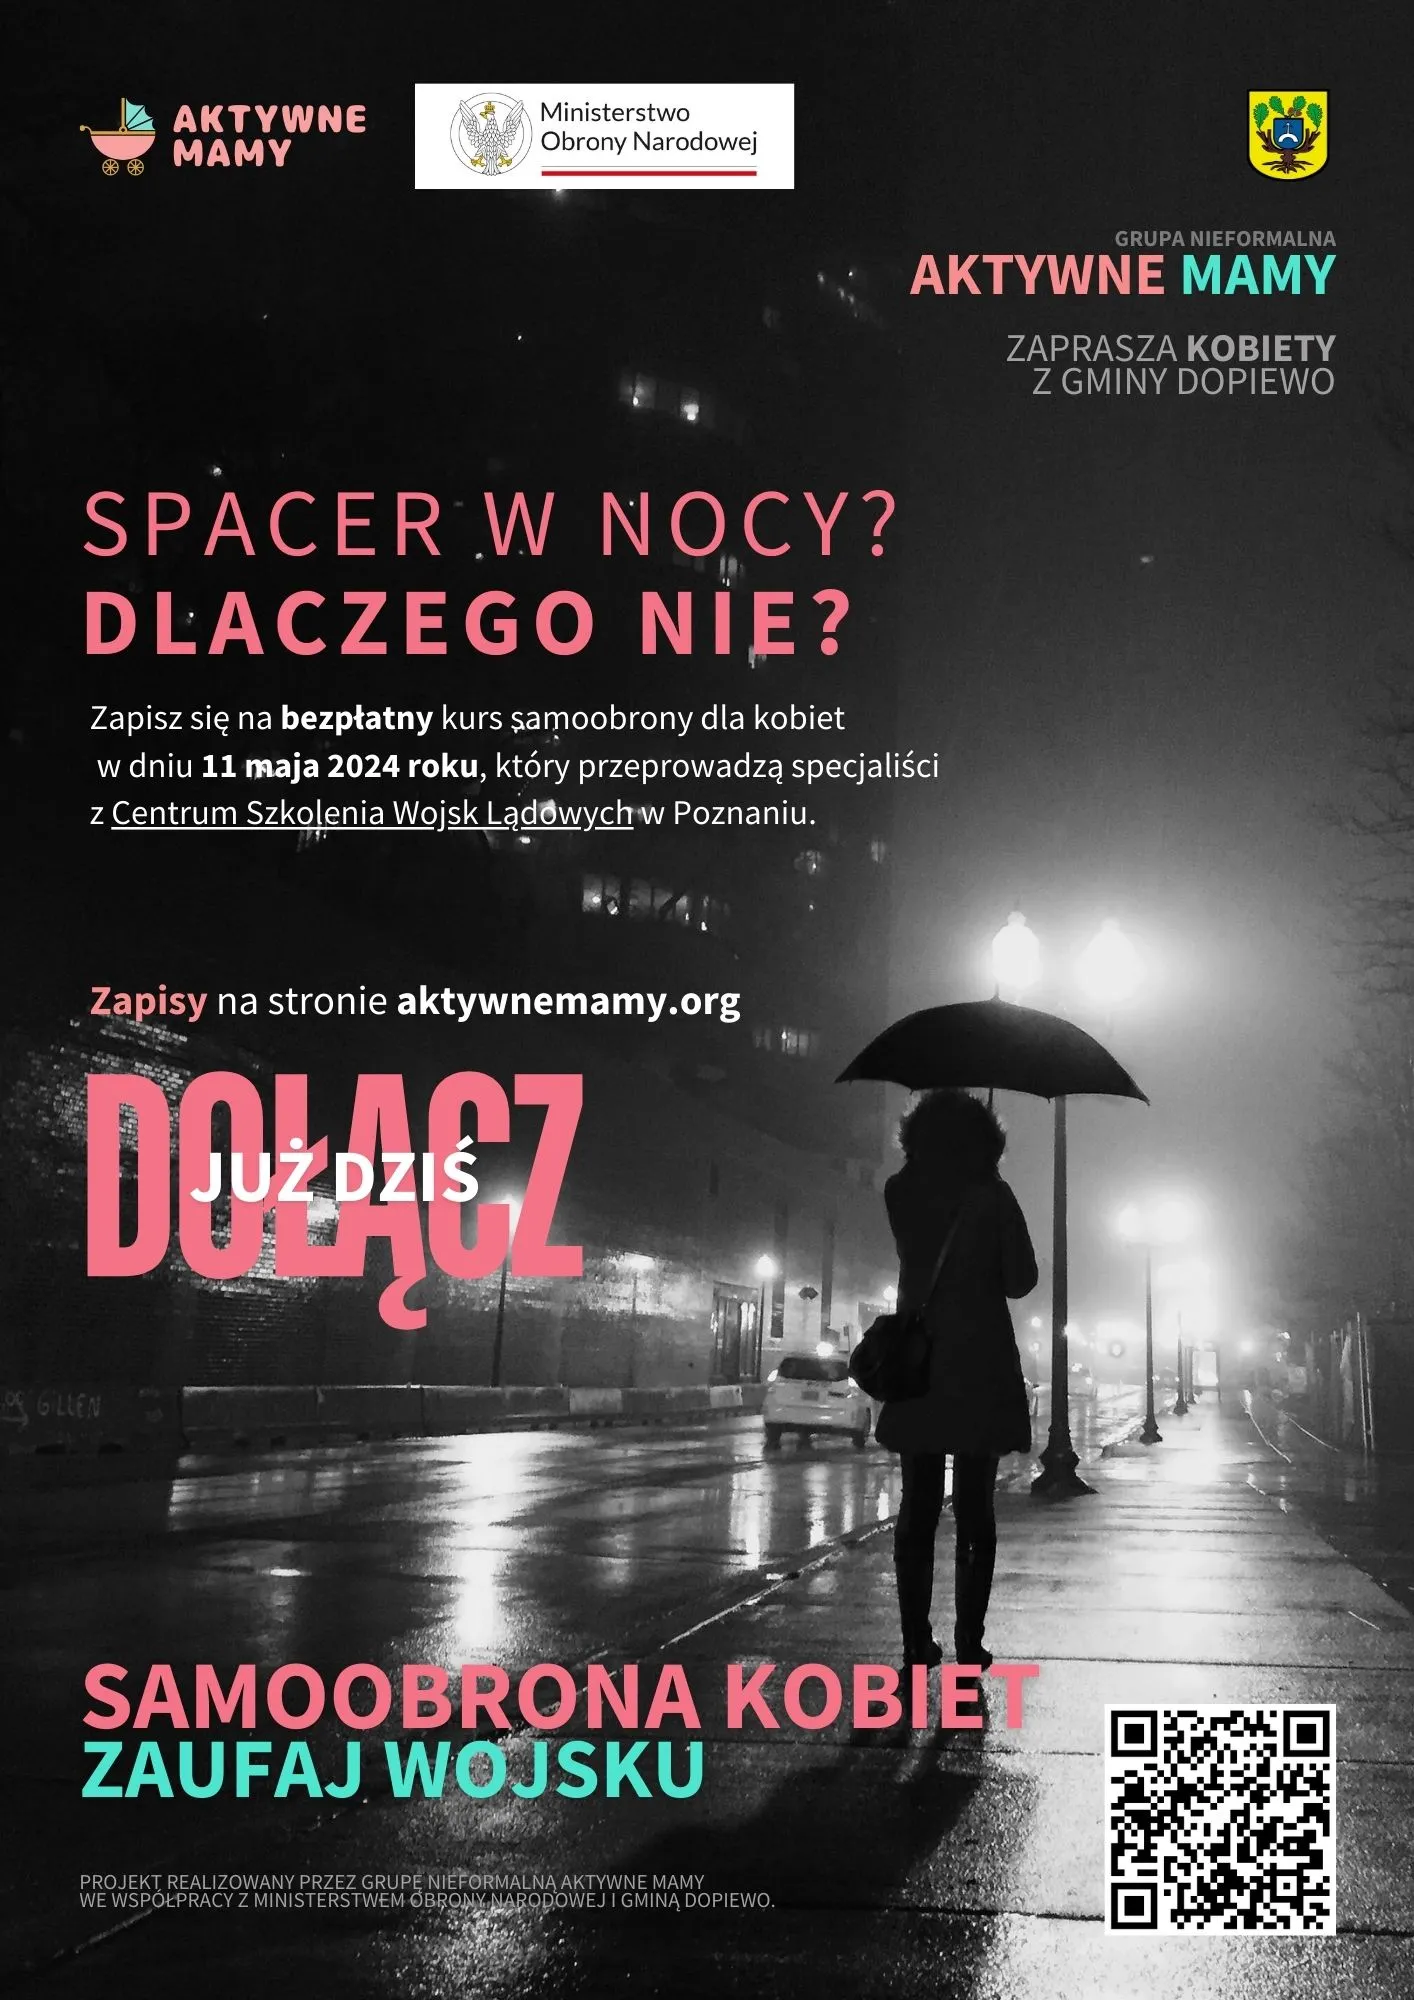 AKTYWNE
MAMY
Ministerstwo
Obrony Narodowej
GRUPA NIEFORMALNA
AKTYWNE MAMY
ZAPRASZA KOBIETY
Z GMINY DOPIEWO
SPACER W NOCY?
DLACZEGO NIE?
Zapisz się na bezpłatny kurs samoobrony dla kobiet
w dniu 11 maja 2024 roku, który przeprowadzą specjaliści
z Centrum Szkolenia Wojsk Lądowych w Poznaniu.
Zapisy na stronie aktywnemamy.org
DOŁĄCZ
JUŻ DZIŚ
GILLEN
SAMOOBRONA KOBIET
ZAUFAJ WOJSKU
PROJEKT REALIZOWANY PRZEZ GRUPĘ NIEFORMALNĄ AKTYWNE MAMY
WE WSPÓŁPRACY Z MINISTERSTWEM OBRONY NARODOWEJ I GMINĄ DOPIEWO.